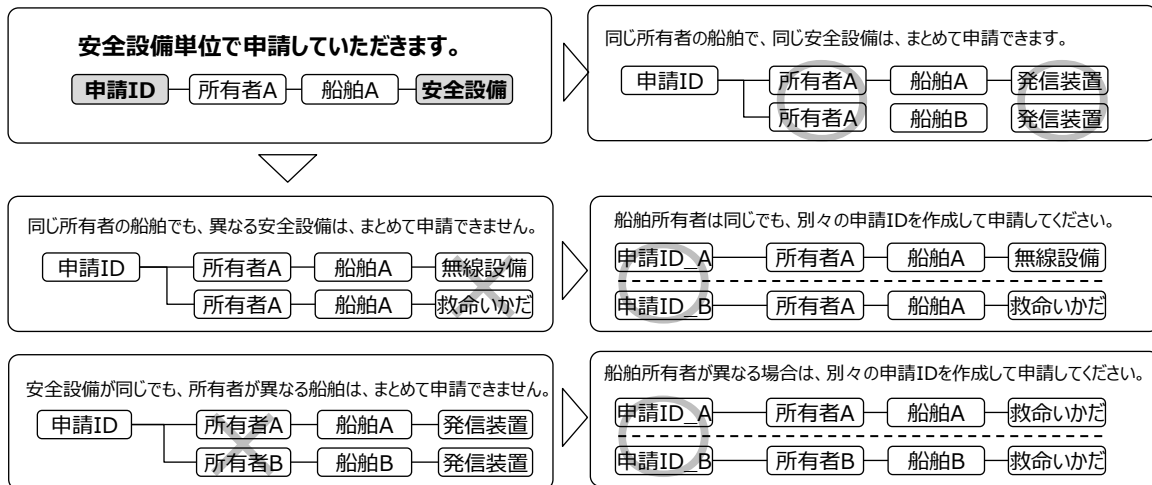 安全設備単位で申請していただきます。
申請ID 所有者A 船舶A 安全設備
同じ所有者の船舶で、同じ安全設備は、まとめて申請できます。
申請ID 所有者A 船舶A 発信装置
所有者A 船舶B 発信装置
同じ所有者の船舶でも、異なる安全設備は、まとめて申請できません。
申請ID 所有者A 船舶A 無線設備
所有者A 船舶A 救命いかだ
船舶所有者は同じでも、別々の申請IDを作成して申請してください。
申請ID_A 所有者A 船舶A 無線設備
申請ID_B 所有者A 船舶A 救命いかだ
安全設備が同じでも、所有者が異なる船舶は、まとめて申請できません。
申請ID 所有者A 船舶A 発信装置
所有者B 船舶B 発信装置
船舶所有者が異なる場合は、別々の申請IDを作成して申請してください。
申請ID_A 所有者A 船舶A 救命いかだ
申請ID_B 所有者B 船舶B 救命いかだ